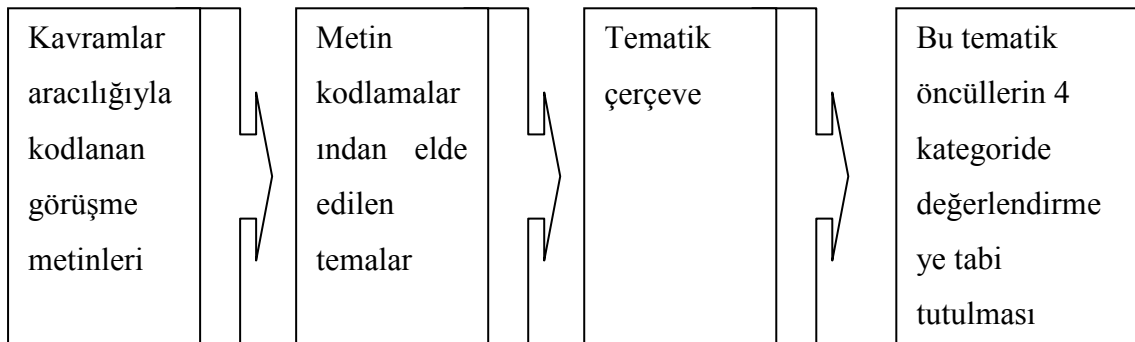 Kavramlar
aracılığıyla
kodlanan
görüşme
metinleri
Metin
kodlamalar
ından elde
edilen
temalar
Tematik
çerçeve
Bu tematik
öncüllerin 4
kategoride
değerlendirme
ye tabi
tutulması